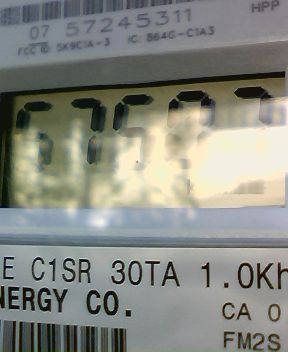 HPP
07 57245311
FCC ID: SK9C1A-3 IC: 864G-C1A3
E C1SR 30TA 1.0Kh
NERGY CO.
CA 0
FM2S